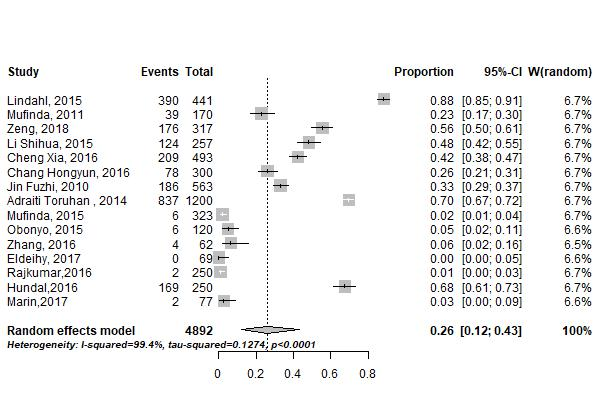 Study Events Total Proportion 95%-CI W(random)
Lindahl, 2015 390 441 0.88 [0.85; 0.91] 6.7%
Mufinda, 2011 39 170 0.23 [0.17; 0.30] 6.7%
Zeng, 2018 176 317 0.56 [0.50; 0.61] 6.7%
Li Shihua, 2015 124 257 0.48 [0.42; 0.55] 6.7%
Cheng Xia, 2016 209 493 0.42 [0.38; 0.47] 6.7%
Chang Hongyun, 2016 78 300 0.26 [0.21; 0.31] 6.7%
Jin Fuzhi, 2010 186 563 0.33 [0.29; 0.37] 6.7%
Adraiti Toruhan , 2014 837 1200 0.70 [0.67; 0.72] 6.7%
Mufinda, 2015 6 323 0.02 [0.01; 0.04] 6.7%
Obonyo, 2015 6 120 0.05 [0.02; 0.11] 6.7%
Zhang, 2016 4 62 0.06 [0.02; 0.16] 6.5%
Eldeihy, 2017 0 69 0.00 [0.00; 0.05] 6.6%
Rajkumar,2016 2 250 0.01 [0.00; 0.03] 6.7%
Hundal,2016 169 250 0.68 [0.61; 0.73] 6.7%
Marin,2017 2 77 0.03 [0.00; 0.09] 6.6%
Random effects model 4892 0.26 [0.12; 0.43] 100%
Heterogeneity: I-squared=99.4%, tau-squared=0.1274, p<0.0001
0 0.2 0.4 0.6 0.8